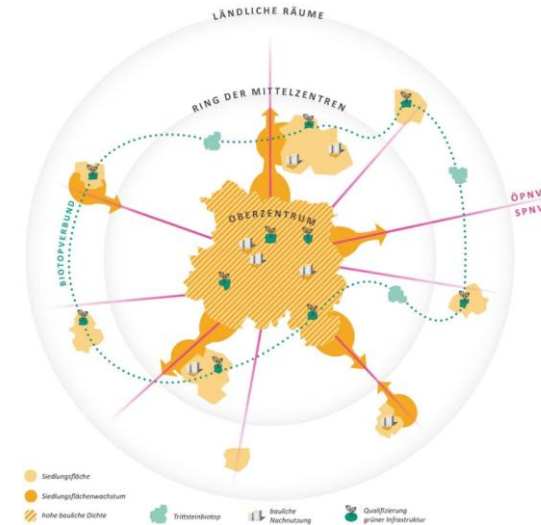 LÄNDLICHE RÄUME
RING DER MITTELZENTREN
OBERZENTRUM
ÖPNV
SPNV
BIOTOPVERBUND
Siedlungsfläche
Siedlungsflächenwachstum
hohe bauliche Dichte
Trittsteinbiotop
bauliche
Nachnutzung
Qualifizierung
grüner Infrastruktur